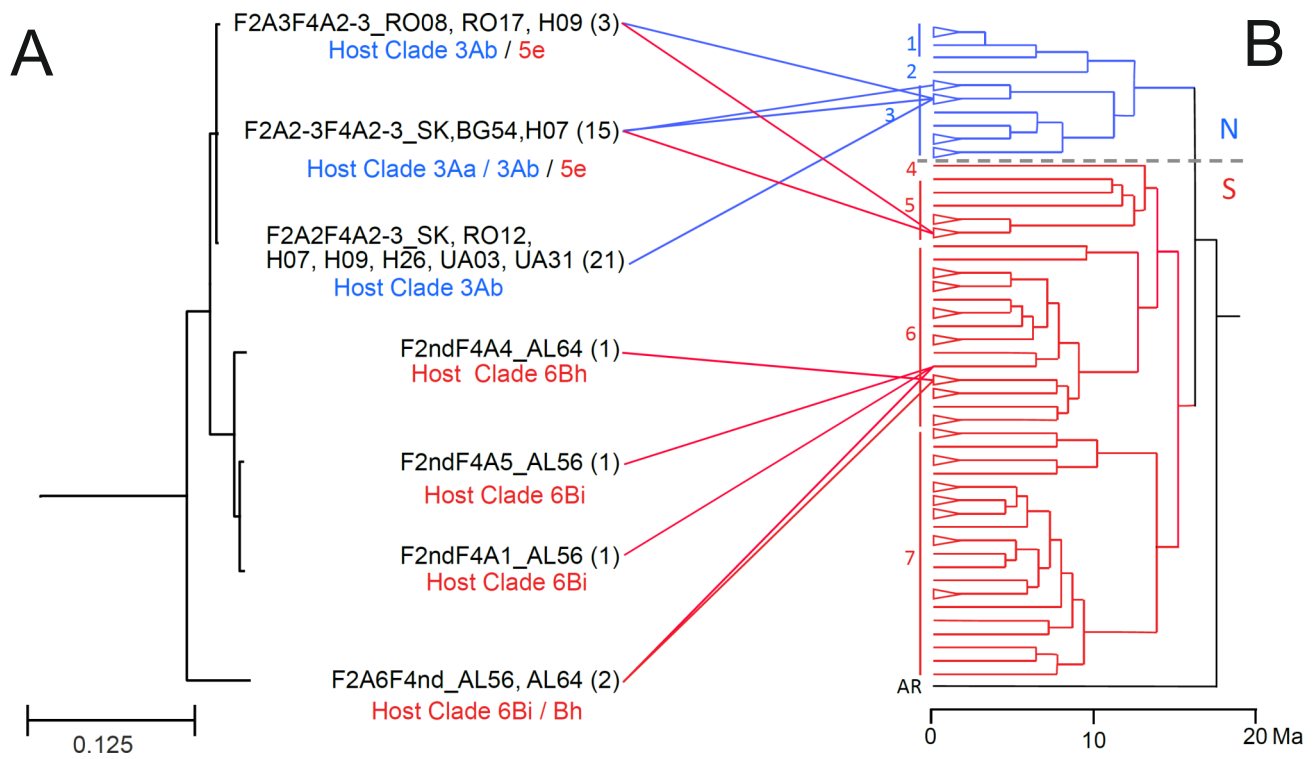 A
F2A3F4A2-3_RO08, RO17, H09 (3)
Host Clade 3Ab / 5e
F2A2-3F4A2-3_SK,BG54,H07 (15)
Host Clade 3Aa / 3Ab / 5e
F2A2F4A2-3_SK, RO12,
H07, H09, H26, UA03, UA31 (21)
Host Clade 3Ab
F2ndF4A4_AL64 (1)
Host Clade 6Bh
F2ndF4A5_AL56 (1)
Host Clade 6Bi
F2ndF4A1_AL56 (1)
Host Clade 6Bi
F2A6F4nd_AL56, AL64 (2)
Host Clade 6Bi / Bh
0.125
B
1
2
3
N
4
S
5
6
7
AR
0 10 20 Ma